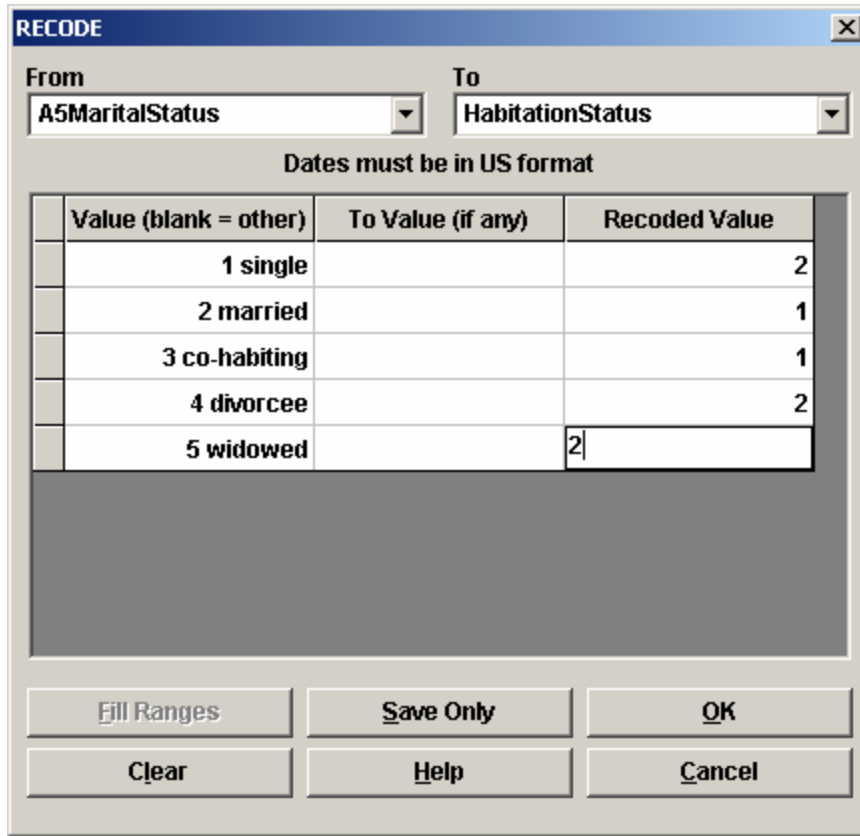 RECODE
From To
A5MaritalStatus HabitationStatus
Dates must be in US format
Value (blank = other) To Value (if any) Recoded Value
1 single 2
2 married 1
3 co-habiting 1
4 divorcee 2
5 widowed 2
Fill Ranges Save Only OK
Clear Help Cancel